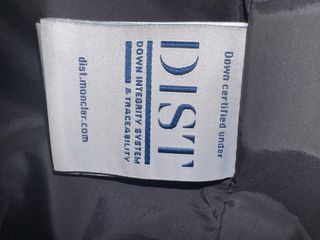 Down certified under
DIST
DOWN INTEGRITY SYSTEM
& TRACEABILITY
dist.moncler.com